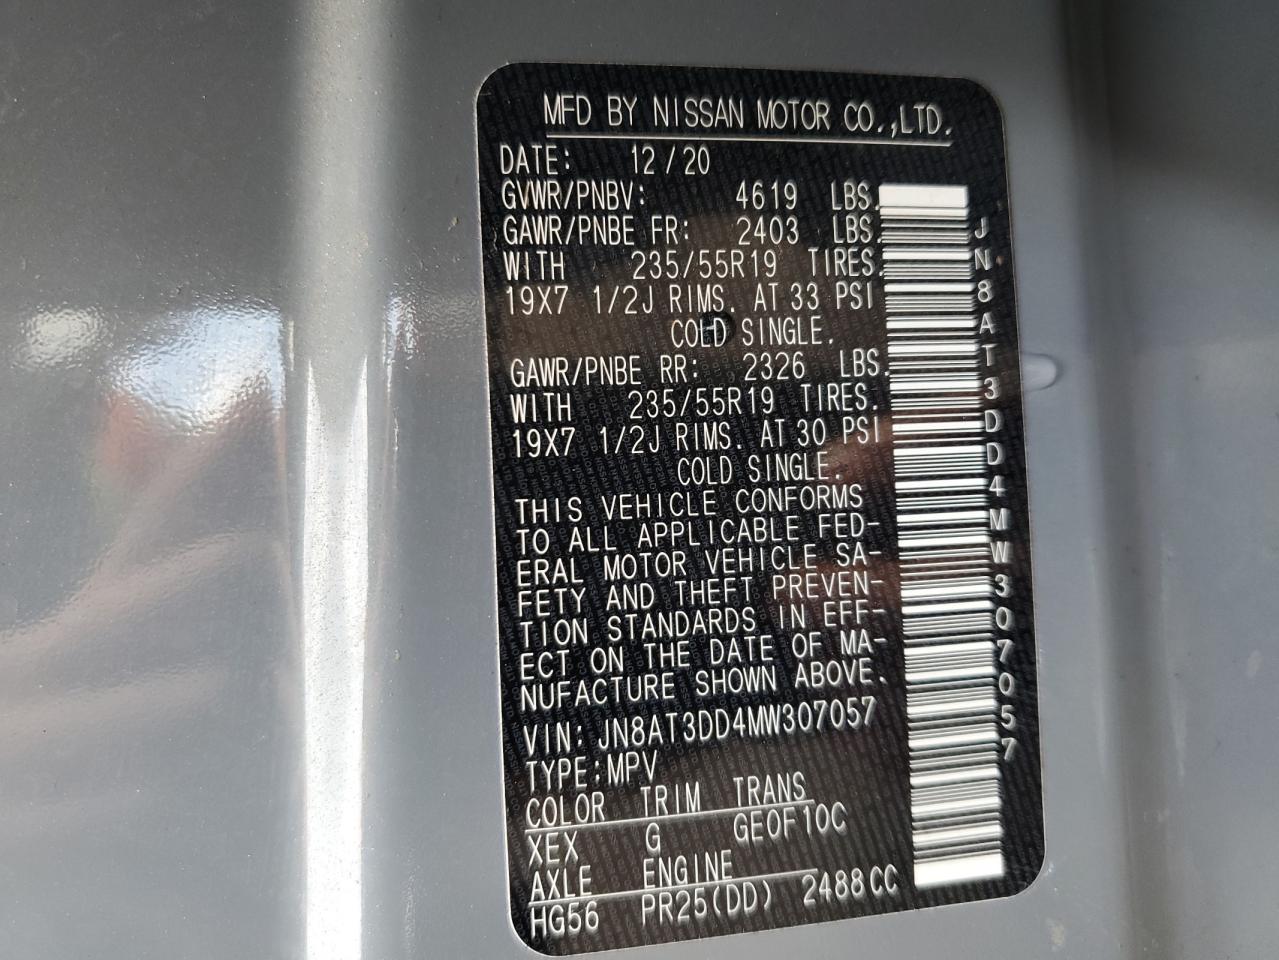 MFD BY NISSAN MOTOR CO.,LTD.
DATE: 12/20
GVWR/PNBV: 4619 LBS.
GAWR/PNBE FR: 2403 LBS.
WITH 235/55R19 TIRES.
19X7 1/2J RIMS. AT 33 PSI
COLD SINGLE.
GAWR/PNBE RR: 2326 LBS.
WITH 235/55R19 TIRES.
19X7 1/2J RIMS. AT 30 PSI
COLD SINGLE.
THIS VEHICLE CONFORMS
TO ALL APPLICABLE FED-
ERAL MOTOR VEHICLE SA-
FETY AND THEFT PREVEN-
TION STANDARDS IN EFF-
ECT ON THE DATE OF MA-
NUFACTURE SHOWN ABOVE.
VIN: JN8AT3DD4MW307057
TYPE:MPV
COLOR TRIM TRANS
XEX G GE0F10C
AXLE ENGINE
HG56 PR25(DD) 2488CC
JN8AT3DD4MW307057